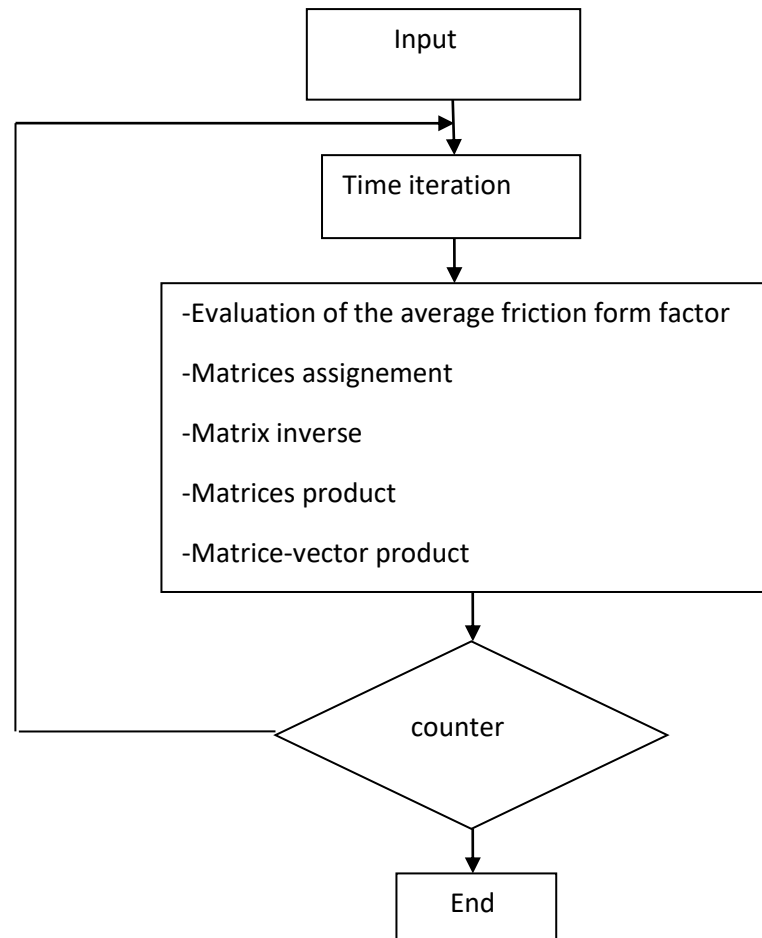 Input
Time iteration
-Evaluation of the average friction form factor
-Matrices assignement
-Matrix inverse
-Matrices product
-Matrice-vector product
counter
End